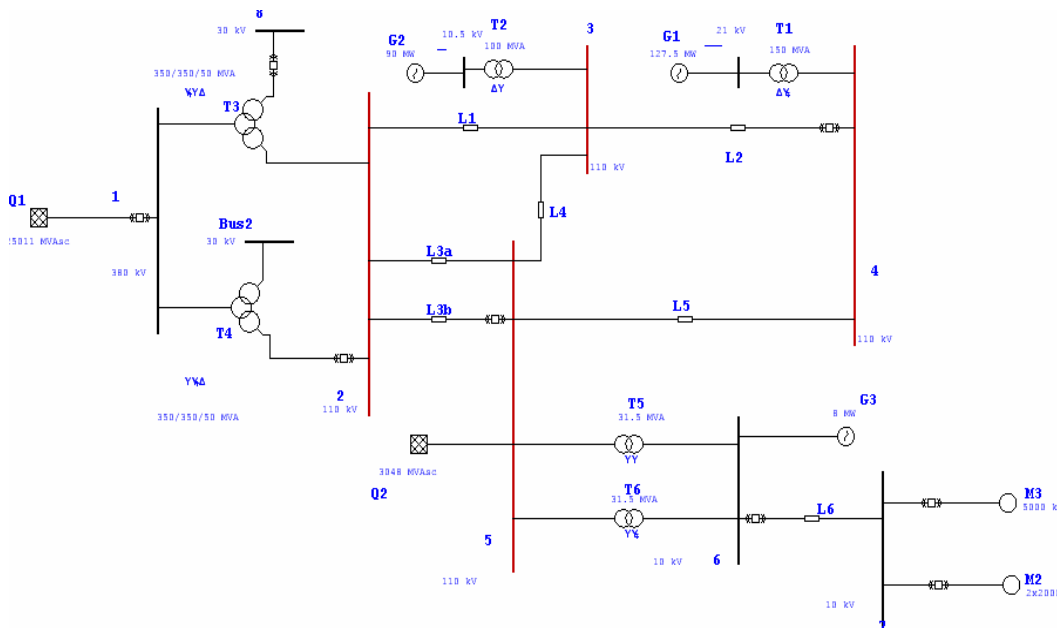 8
30 kV
350/350/50 MVA
T3
G2
90 MW
10.5 kV
T2
100 MVA
ΔY
3
G1
127.5 MW
21 kV
T1
150 MVA
L1
L2
110 kV
1
Q1
380 kV
Bus2
30 kV
L4
L3a
4
L3b
L5
T4
110 kV
350/350/50 MVA
2
110 kV
T5
31.5 MVA
YY
G3
8 MW
3048 MVAsc
Q2
T6
31.5 MVA
L6
M3
5
6
10 kV
110 kV
M2
10 kV